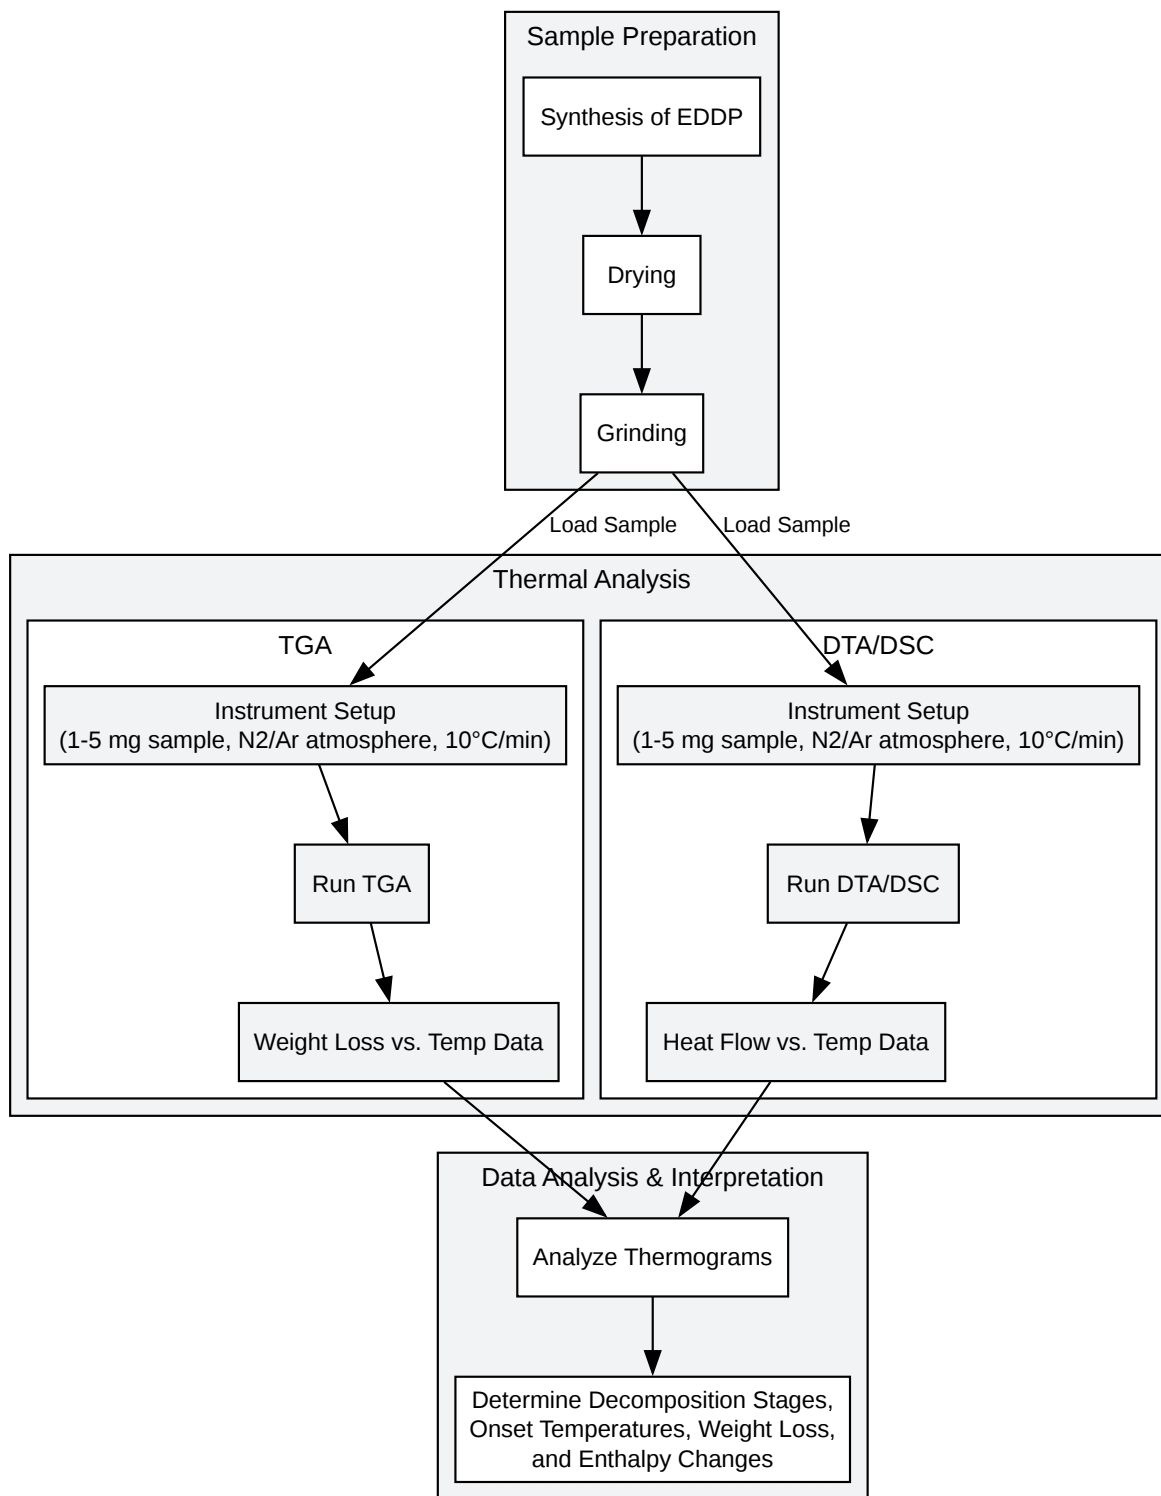 Sample Preparation
Synthesis of EDDP
Drying
Grinding
Load Sample
Load Sample
Thermal Analysis
TGA
Instrument Setup
(1-5 mg sample, N2/Ar atmosphere, 10°C/min)
Run TGA
Weight Loss vs. Temp Data
DTA/DSC
Instrument Setup
(1-5 mg sample, N2/Ar atmosphere, 10°C/min)
Run DTA/DSC
Heat Flow vs. Temp Data
Data Analysis & Interpretation
Analyze Thermograms
Determine Decomposition Stages,
Onset Temperatures, Weight Loss,
and Enthalpy Changes